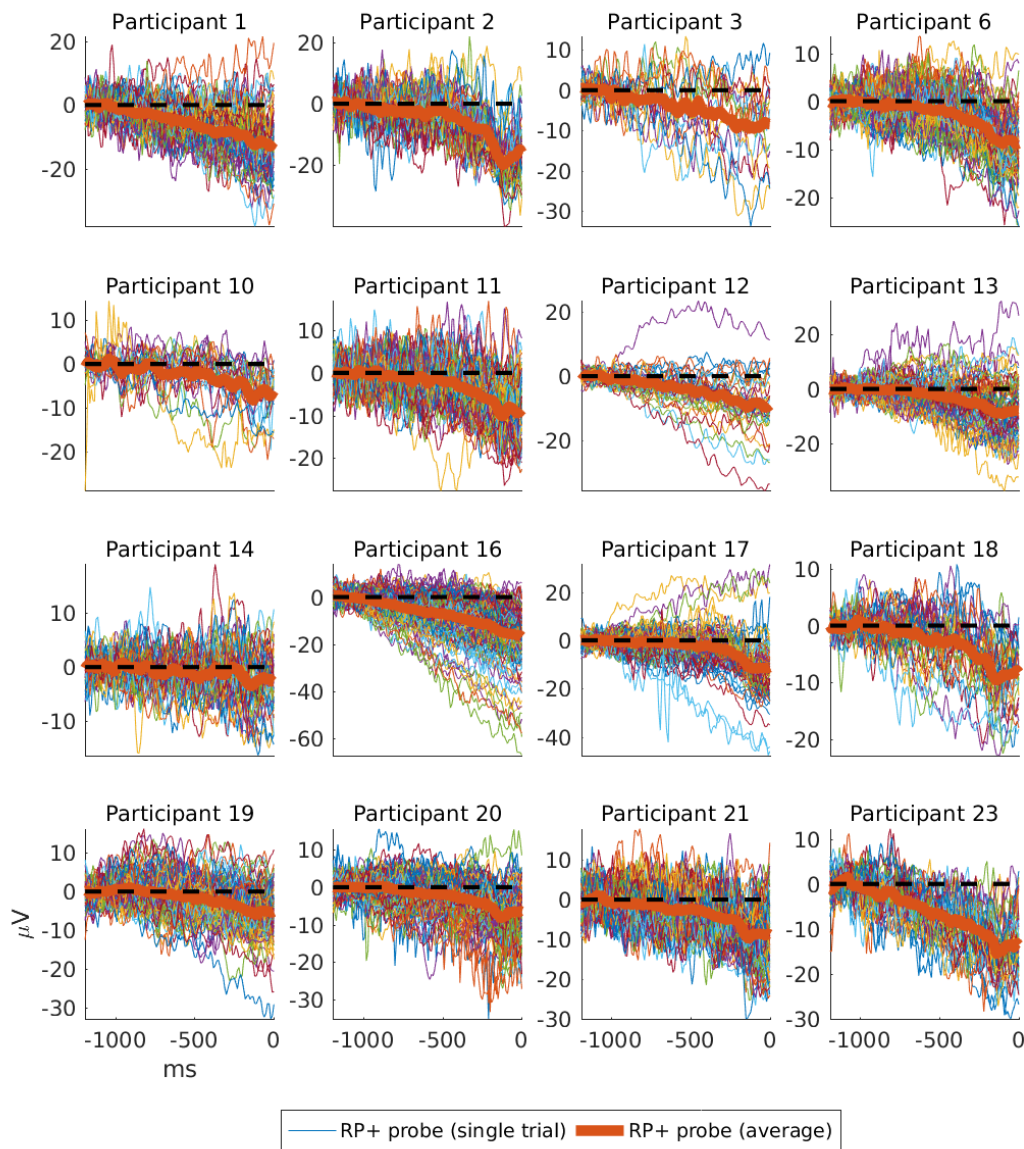 Participant 1 Participant 2 Participant 3 Participant 6
20 20 10 10
0 0 0 0
-20 -20 -10 -10
-20 -20
-30
Participant 10 Participant 11 Participant 12 Participant 13
10 10 20 20
0 0 0 0
-10 -10 -20 -20
-20 -20
Participant 14 Participant 16 Participant 17 Participant 18
10 0 20 10
0 -20 0 0
-10 -40 -20 -10
-60 -40 -20
Participant 19 Participant 20 Participant 21 Participant 23
10 10 10 10
0 0 0 0
-10 -10 -10 -10
-20 -20 -20 -20
-30 -30 -30 -30
μV
-1000 -500 0 -1000 -500 0 -1000 -500 0 -1000 -500 0
ms
RP+ probe (single trial) RP+ probe (average)